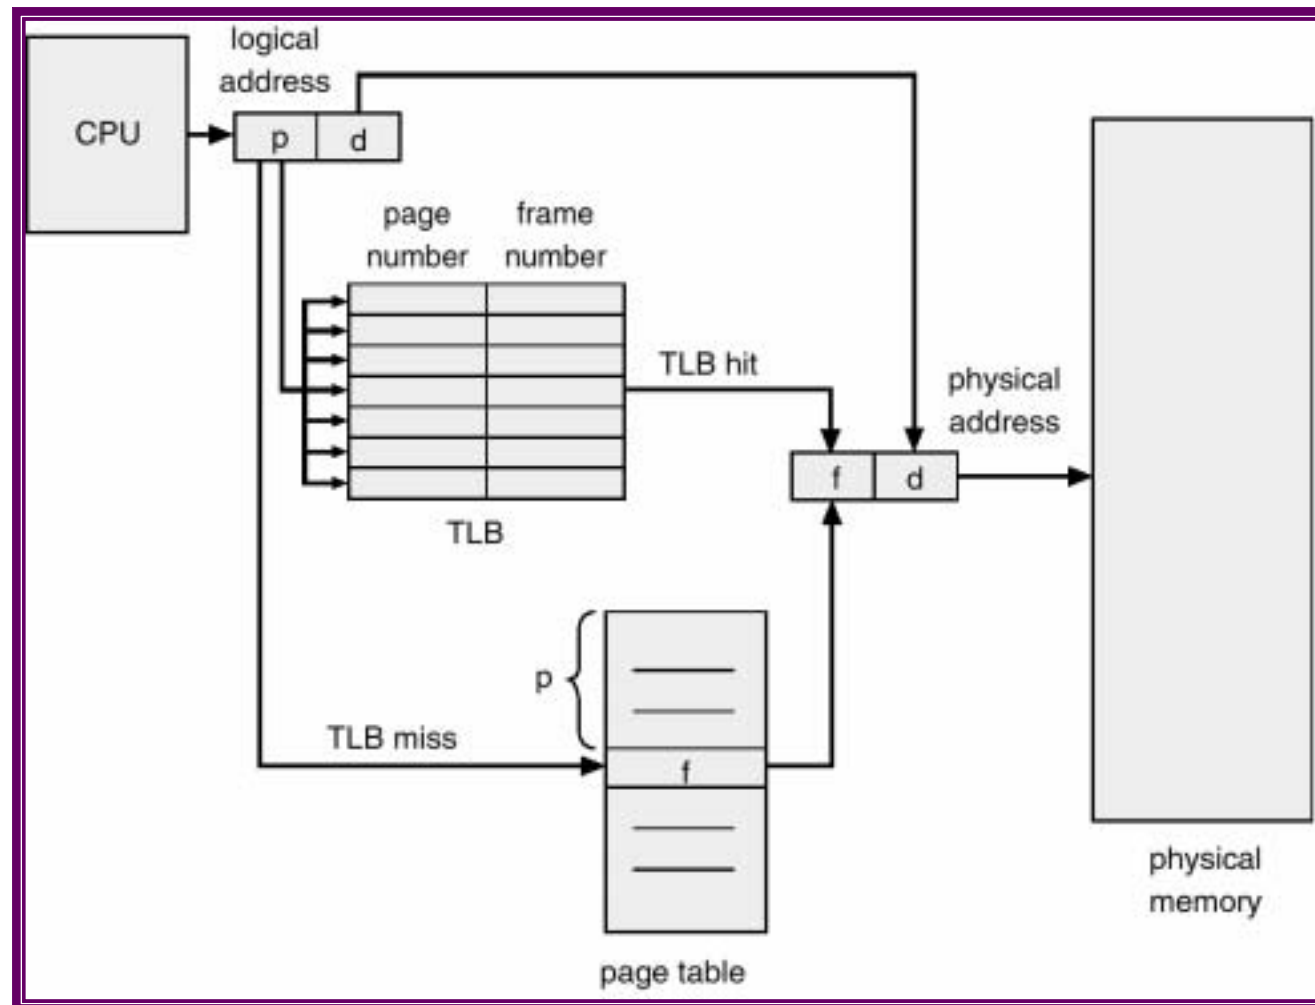 logical
address
CPU
p
d
page
number
frame
number
TLB hit
TLB
physical
address
f
d
p
TLB miss
f
page table
physical
memory